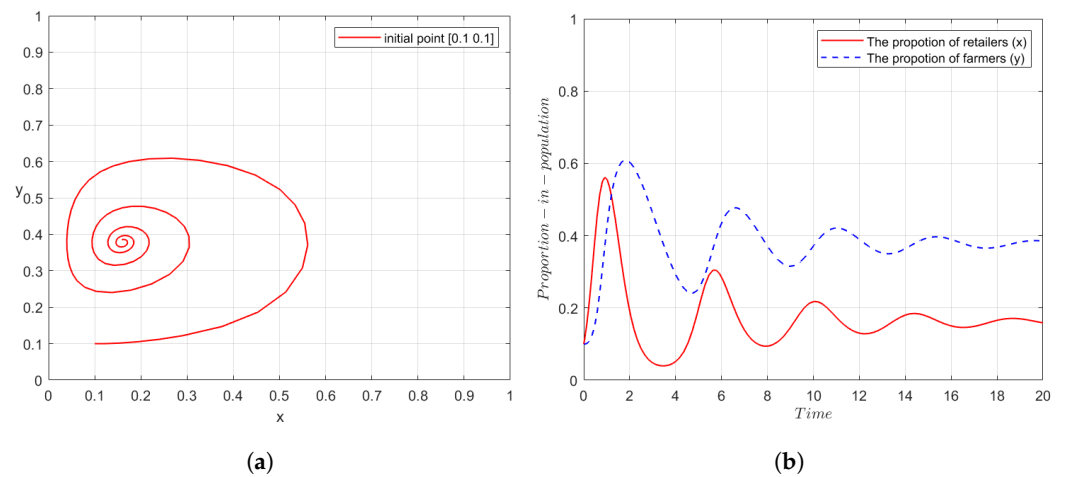 1
0.9
0.8
0.7
0.6
0.5
0.4
0.3
0.2
0.1
0
y
initial point [0.1 0.1]
0 0.1 0.2 0.3 0.4 0.5 0.6 0.7 0.8 0.9 1
x
(a)
1
0.8
0.6
0.4
0.2
0
Proportion - in - population
The propotion of retailers (x)
The propotion of farmers (y)
0 2 4 6 8 10 12 14 16 18 20
Time
(b)